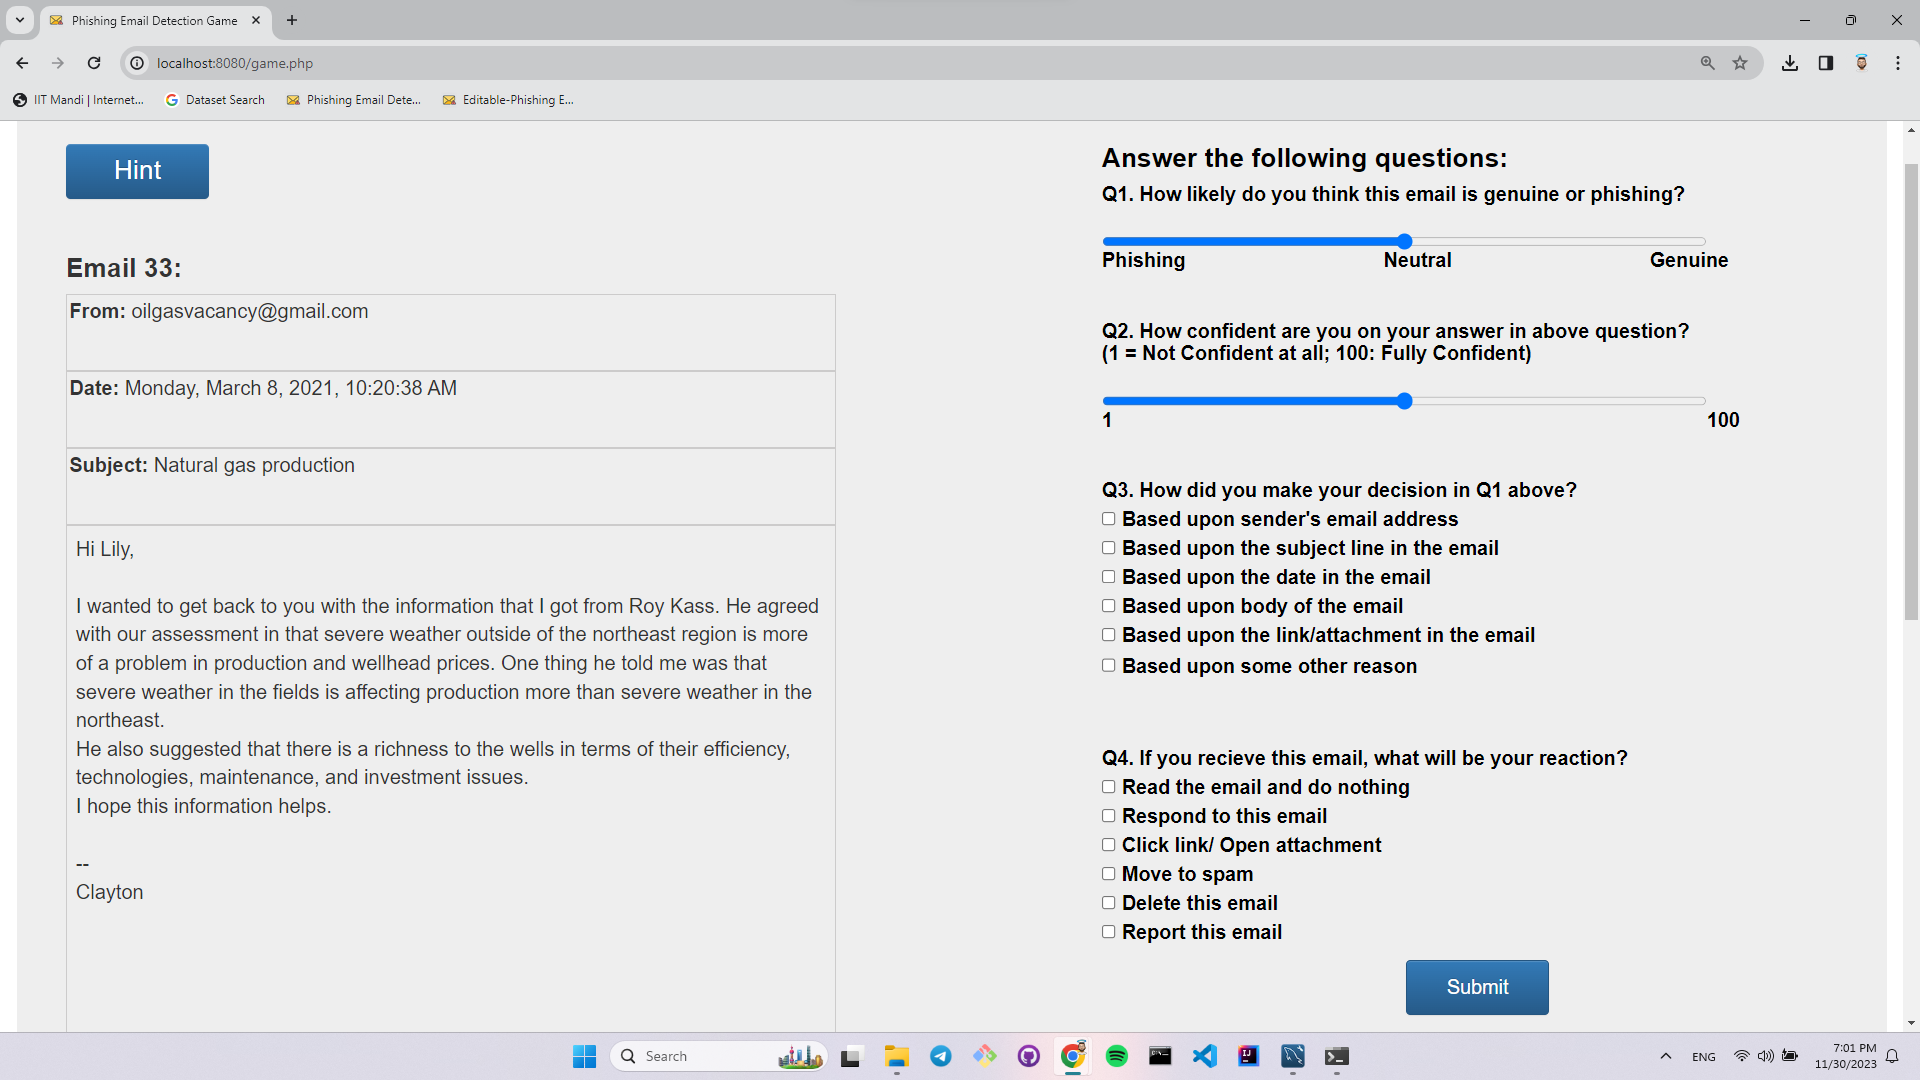 Phishing Email Detection Game
localhost:8080/game.php
IIT Mandi | Internet...
Dataset Search
Phishing Email Dete...
Editable-Phishing E...
Hint
Email 33:
From: oilgasvacancy@gmail.com
Date: Monday, March 8, 2021, 10:20:38 AM
Subject: Natural gas production
Hi Lily,
I wanted to get back to you with the information that I got from Roy Kass. He agreed
with our assessment in that severe weather outside of the northeast region is more
of a problem in production and wellhead prices. One thing he told me was that
severe weather in the fields is affecting production more than severe weather in the
northeast.
He also suggested that there is a richness to the wells in terms of their efficiency,
technologies, maintenance, and investment issues.
I hope this information helps.
--
Clayton
Answer the following questions:
Q1. How likely do you think this email is genuine or phishing?
Phishing Neutral Genuine
Q2. How confident are you on your answer in above question?
(1 = Not Confident at all; 100: Fully Confident)
1 100
Q3. How did you make your decision in Q1 above?
Based upon sender's email address
Based upon the subject line in the email
Based upon the date in the email
Based upon body of the email
Based upon the link/attachment in the email
Based upon some other reason
Q4. If you recieve this email, what will be your reaction?
Read the email and do nothing
Respond to this email
Click link/ Open attachment
Move to spam
Delete this email
Report this email
Submit
Search
ENG
7:01 PM
11/30/2023